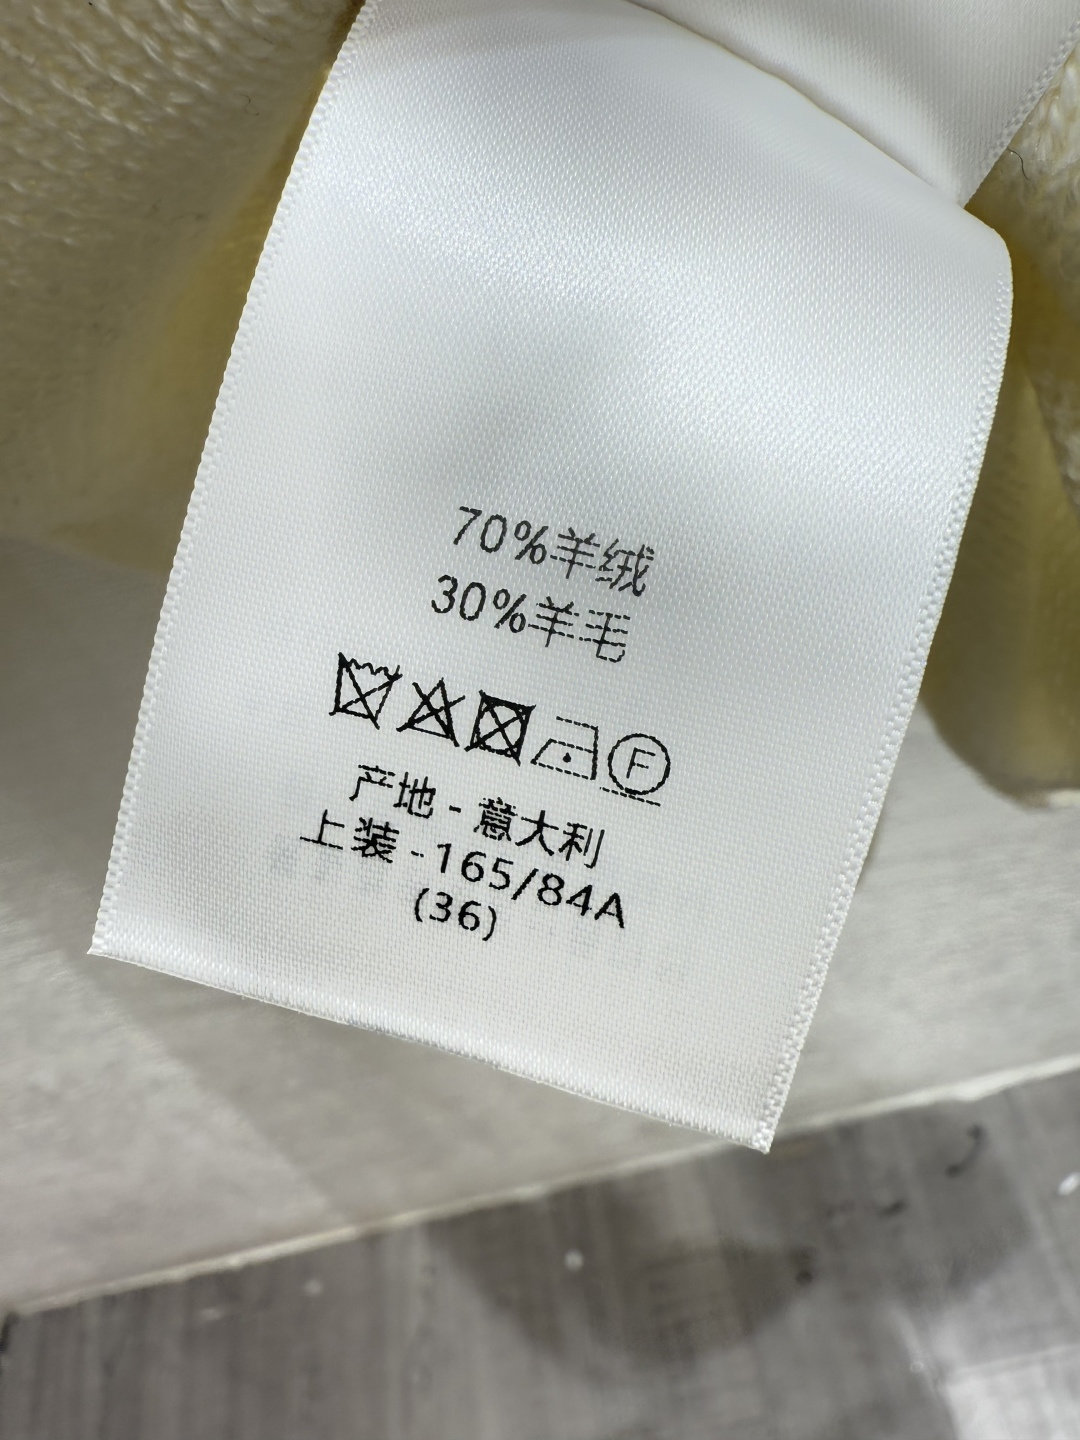 70%羊绒
30%羊毛
F
产地 - 意大利
上装 - 165/84A
(36)